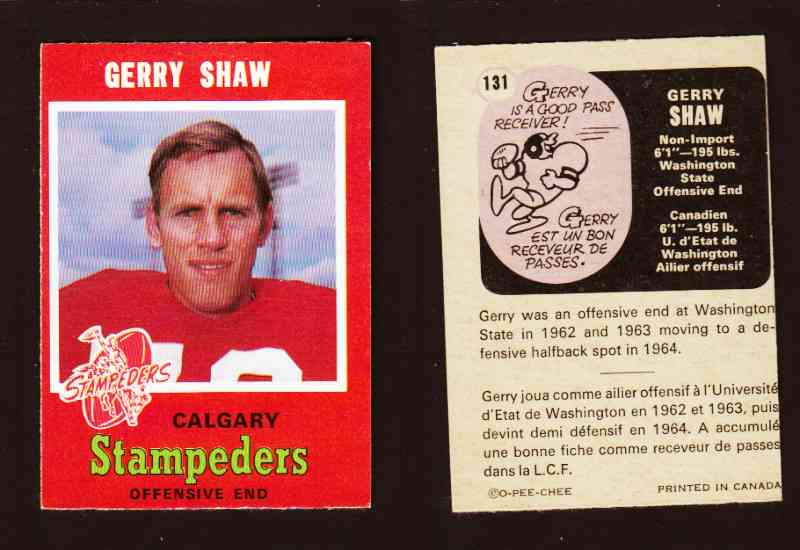 GERRY SHAW
STAMPEDERS
CALGARY
Stampeders
OFFENSIVE END
131
GERRY
IS A GOOD PASS
RECEIVER!
GERRY
EST UN BON
RECEVEUR DE
PASSES.
GERRY
SHAW
Non-Import
6'1"—195 lbs.
Washington
State
Offensive End
Canadien
6'1"—195 lb.
U. d'Etat de
Washington
Ailier offensif
Gerry was an offensive end at Washington
State in 1962 and 1963 moving to a de-
fensive halfback spot in 1964.
Gerry joua comme ailier offensif à l'Université
d'Etat de Washington en 1962 et 1963, puis
devint demi défensif en 1964. A accumulé
une bonne fiche comme receveur de passes
dans la L.C.F.
©O-PEE-CHEE
PRINTED IN CANADA